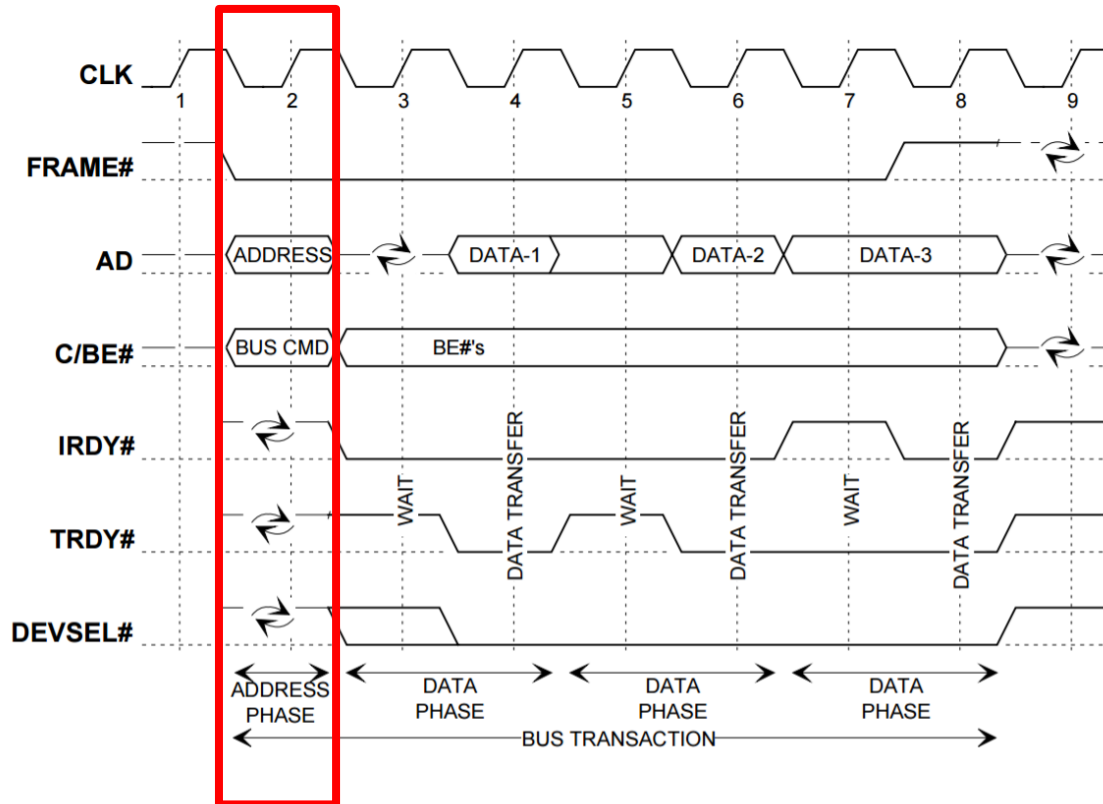 CLK
1 2 3 4 5 6 7 8 9
FRAME#
AD ADDRESS DATA-1 DATA-2 DATA-3
C/BE# BUS CMD BE#'s
IRDY#
WAIT
DATA TRANSFER
WAIT
DATA TRANSFER
WAIT
DATA TRANSFER
TRDY#
DEVSEL#
ADDRESS
PHASE
DATA
PHASE
DATA
PHASE
DATA
PHASE
BUS TRANSACTION